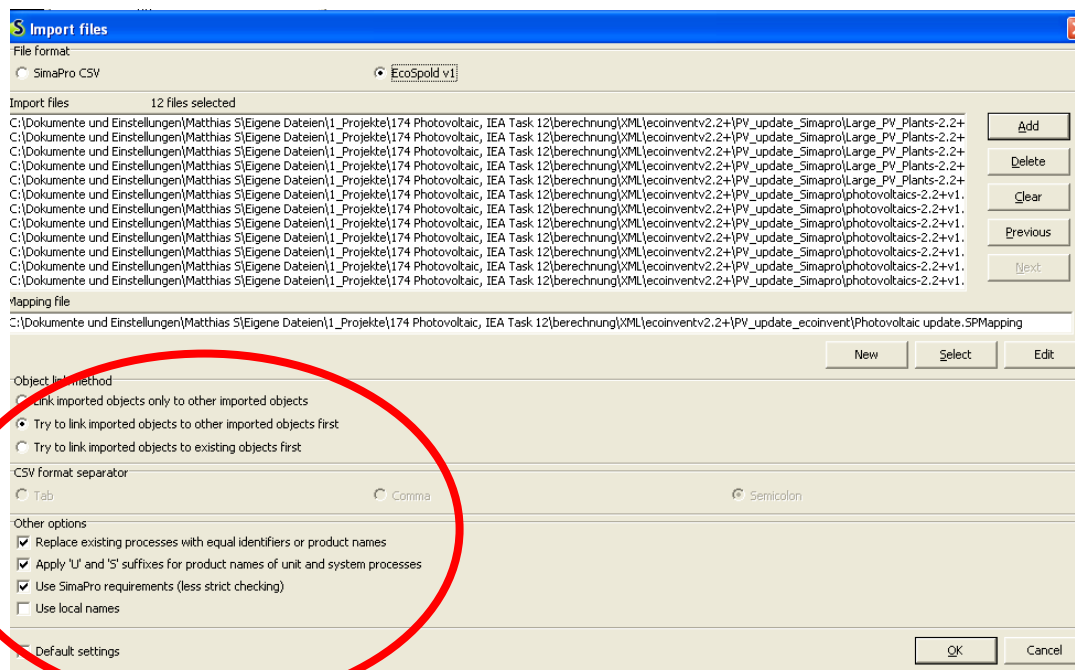 S Import files
File format
SimaPro CSV
EcoSpold v1
Import files 12 files selected
C:\Dokumente und Einstellungen\Matthias S\Eigene Dateien\1_Projekte\174 Photovoltaic, IEA Task 12\berechnung\XML\ecoinventv2.2+\PV_update_Simapro\Large_PV_Plants-2.2+
C:\Dokumente und Einstellungen\Matthias S\Eigene Dateien\1_Projekte\174 Photovoltaic, IEA Task 12\berechnung\XML\ecoinventv2.2+\PV_update_Simapro\Large_PV_Plants-2.2+
C:\Dokumente und Einstellungen\Matthias S\Eigene Dateien\1_Projekte\174 Photovoltaic, IEA Task 12\berechnung\XML\ecoinventv2.2+\PV_update_Simapro\Large_PV_Plants-2.2+
C:\Dokumente und Einstellungen\Matthias S\Eigene Dateien\1_Projekte\174 Photovoltaic, IEA Task 12\berechnung\XML\ecoinventv2.2+\PV_update_Simapro\Large_PV_Plants-2.2+
C:\Dokumente und Einstellungen\Matthias S\Eigene Dateien\1_Projekte\174 Photovoltaic, IEA Task 12\berechnung\XML\ecoinventv2.2+\PV_update_Simapro\Large_PV_Plants-2.2+
C:\Dokumente und Einstellungen\Matthias S\Eigene Dateien\1_Projekte\174 Photovoltaic, IEA Task 12\berechnung\XML\ecoinventv2.2+\PV_update_Simapro\photovoltaics-2.2+v1.
C:\Dokumente und Einstellungen\Matthias S\Eigene Dateien\1_Projekte\174 Photovoltaic, IEA Task 12\berechnung\XML\ecoinventv2.2+\PV_update_Simapro\photovoltaics-2.2+v1.
C:\Dokumente und Einstellungen\Matthias S\Eigene Dateien\1_Projekte\174 Photovoltaic, IEA Task 12\berechnung\XML\ecoinventv2.2+\PV_update_Simapro\photovoltaics-2.2+v1.
C:\Dokumente und Einstellungen\Matthias S\Eigene Dateien\1_Projekte\174 Photovoltaic, IEA Task 12\berechnung\XML\ecoinventv2.2+\PV_update_Simapro\photovoltaics-2.2+v1.
C:\Dokumente und Einstellungen\Matthias S\Eigene Dateien\1_Projekte\174 Photovoltaic, IEA Task 12\berechnung\XML\ecoinventv2.2+\PV_update_Simapro\photovoltaics-2.2+v1.
C:\Dokumente und Einstellungen\Matthias S\Eigene Dateien\1_Projekte\174 Photovoltaic, IEA Task 12\berechnung\XML\ecoinventv2.2+\PV_update_Simapro\photovoltaics-2.2+v1.
C:\Dokumente und Einstellungen\Matthias S\Eigene Dateien\1_Projekte\174 Photovoltaic, IEA Task 12\berechnung\XML\ecoinventv2.2+\PV_update_Simapro\photovoltaics-2.2+v1.
Add
Delete
Clear
Previous
Next
Mapping file
C:\Dokumente und Einstellungen\Matthias S\Eigene Dateien\1_Projekte\174 Photovoltaic, IEA Task 12\berechnung\XML\ecoinventv2.2+\PV_update_ecoinvent\Photovoltaic update.SPMapping
New Select Edit
Object link method
Link imported objects only to other imported objects
Try to link imported objects to other imported objects first
Try to link imported objects to existing objects first
CSV format separator
Tab Comma Semicolon
Other options
Replace existing processes with equal identifiers or product names
Apply 'U' and 'S' suffixes for product names of unit and system processes
Use SimaPro requirements (less strict checking)
Use local names
Default settings
OK Cancel